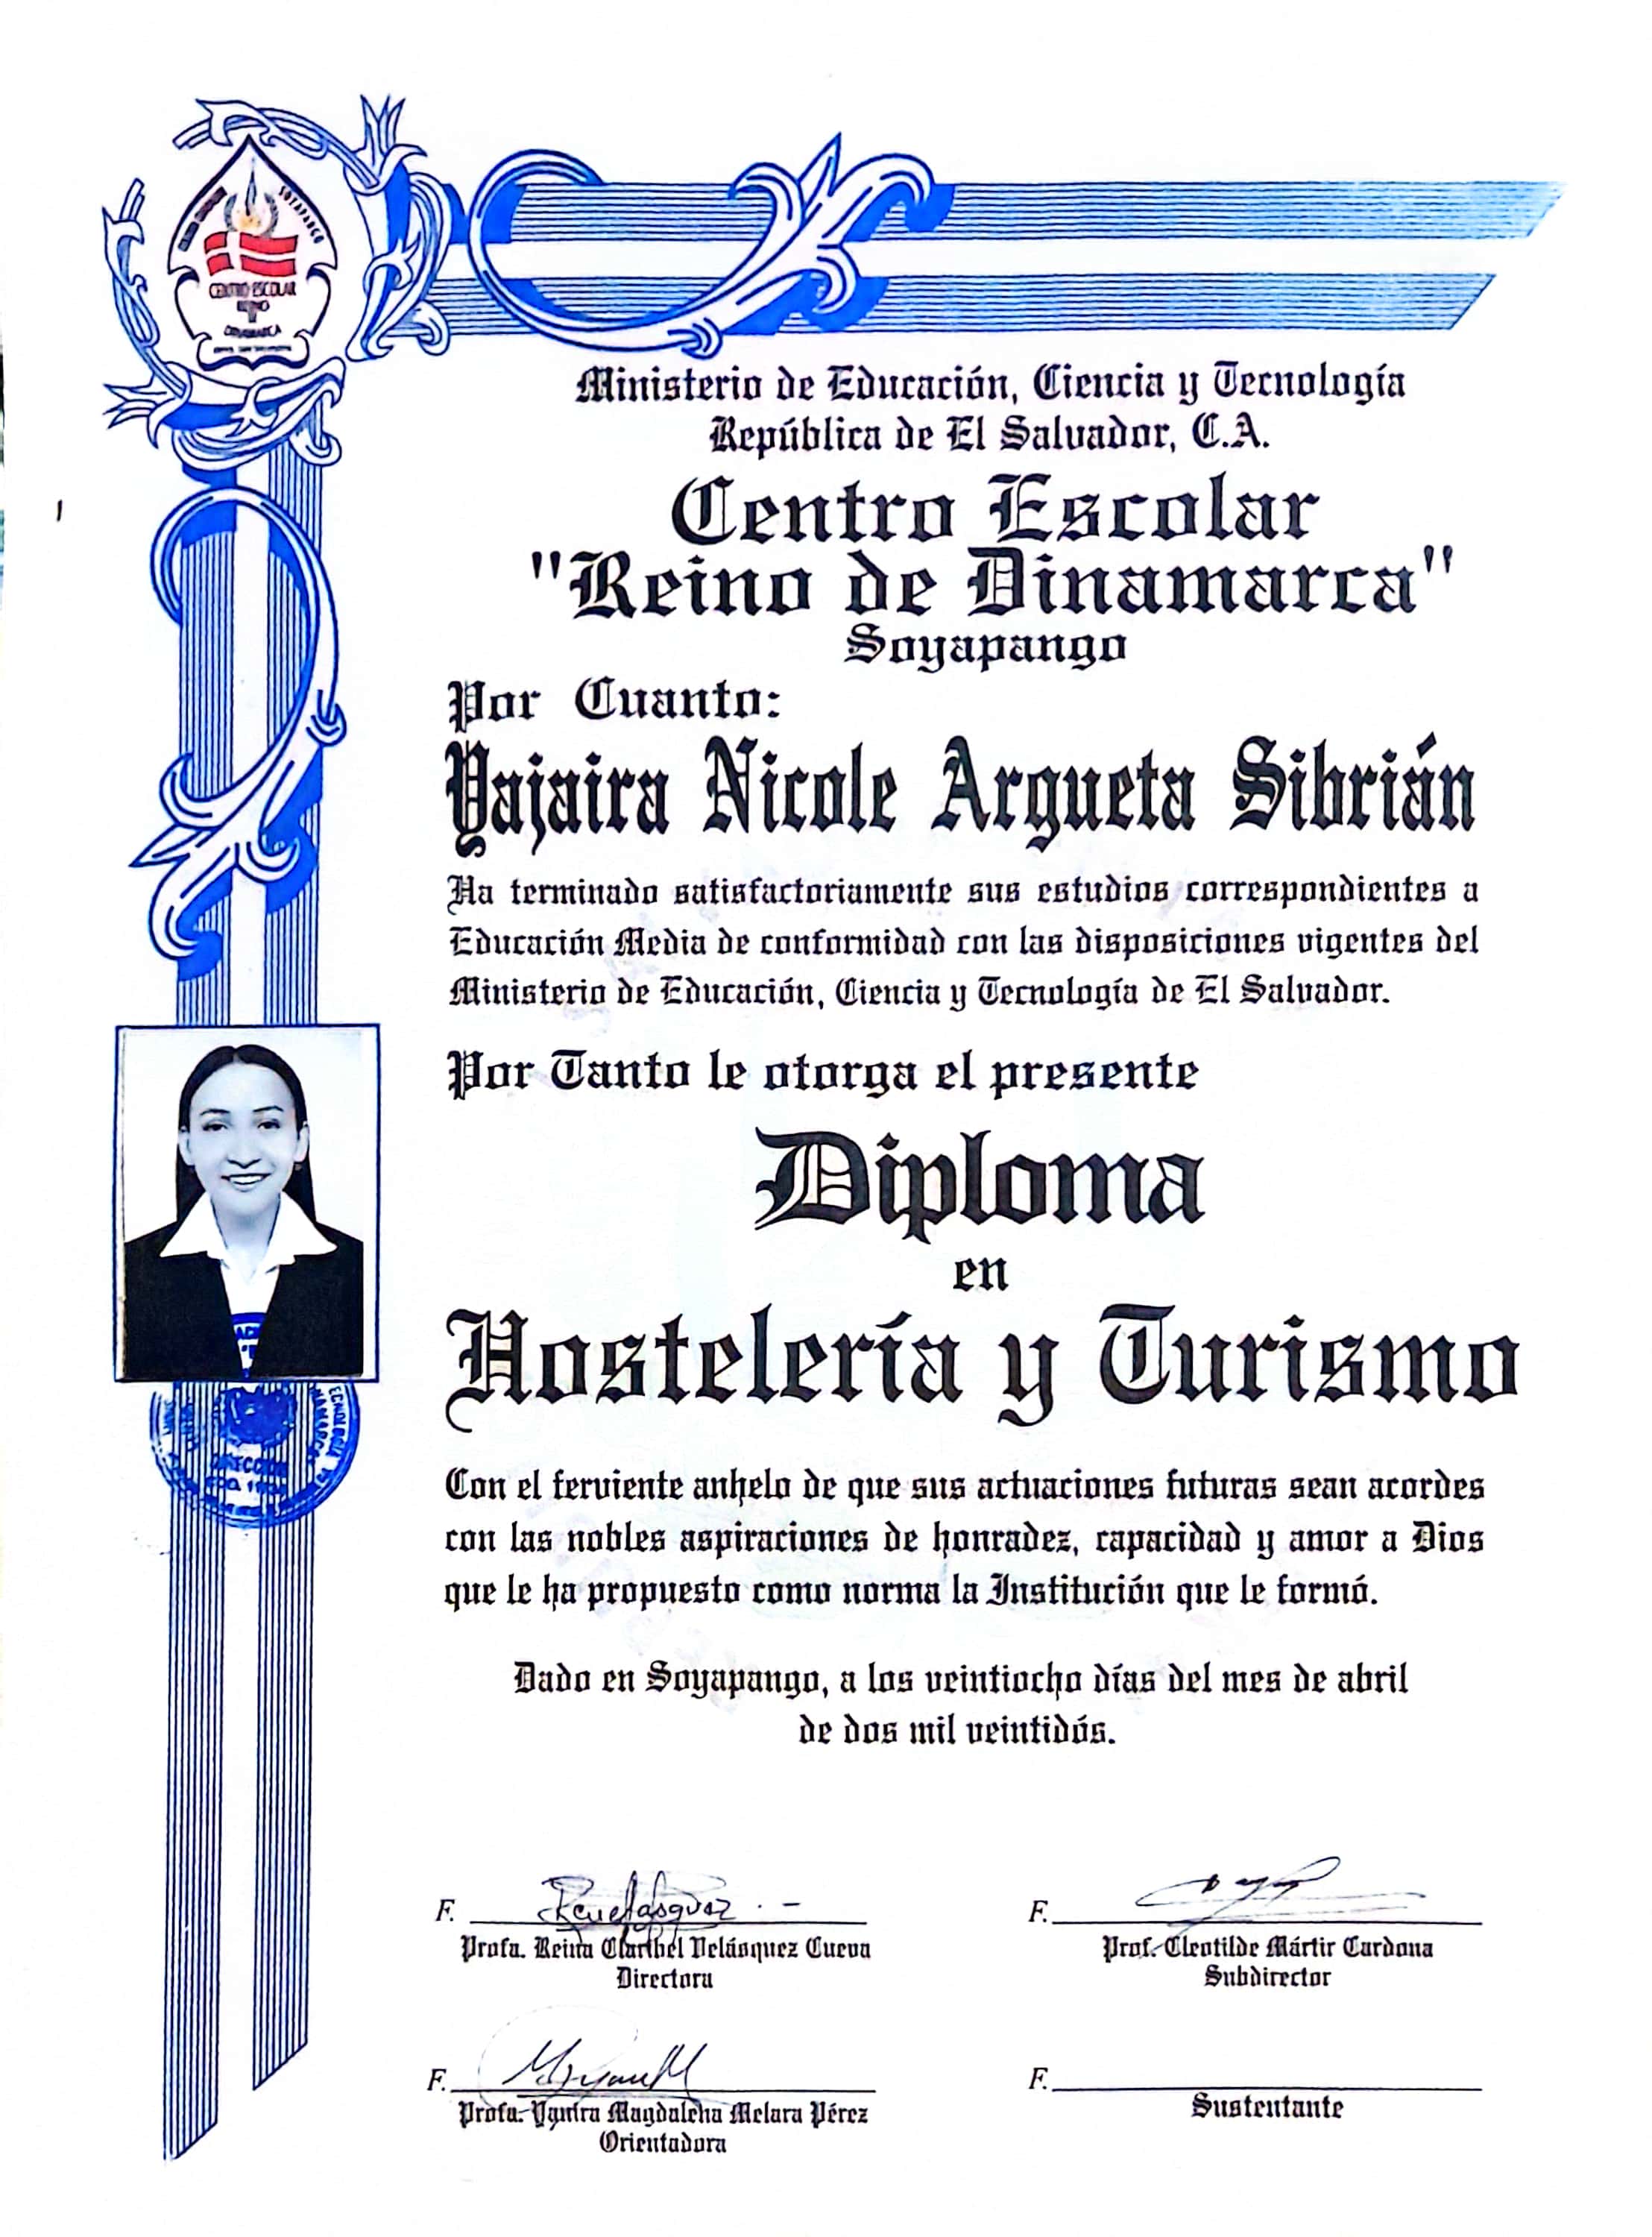 SOYAPANGO
CENTRO ESCOLAR
REINO
DINAMARCA
Ministerio de Educación, Ciencia y Tecnología
República de El Salvador, C.A.
Centro Escolar
"Reino de Dinamarca"
Soyapango
Por Cuanto:
Yajaira Nicole Argueta Sibrián
Ha terminado satisfactoriamente sus estudios correspondientes a
Educación Media de conformidad con las disposiciones vigentes del
Ministerio de Educación, Ciencia y Tecnología de El Salvador.
Por Tanto le otorga el presente
Diploma
en
Hostelería y Turismo
DIRECCION
Con el ferviente anhelo de que sus actuaciones futuras sean acordes
con las nobles aspiraciones de honradez, capacidad y amor a Dios
que le ha propuesto como norma la Institución que le formó.
Dado en Soyapango, a los veintiocho días del mes de abril
de dos mil veintidós.
F.
Profa. Reina Claribel Velásquez Cueva
Directora
F.
Prof. Cleotilde Mártir Cardona
Subdirector
F.
Profa. Yanira Magdalena Melara Pérez
Orientadora
F.
Sustentante